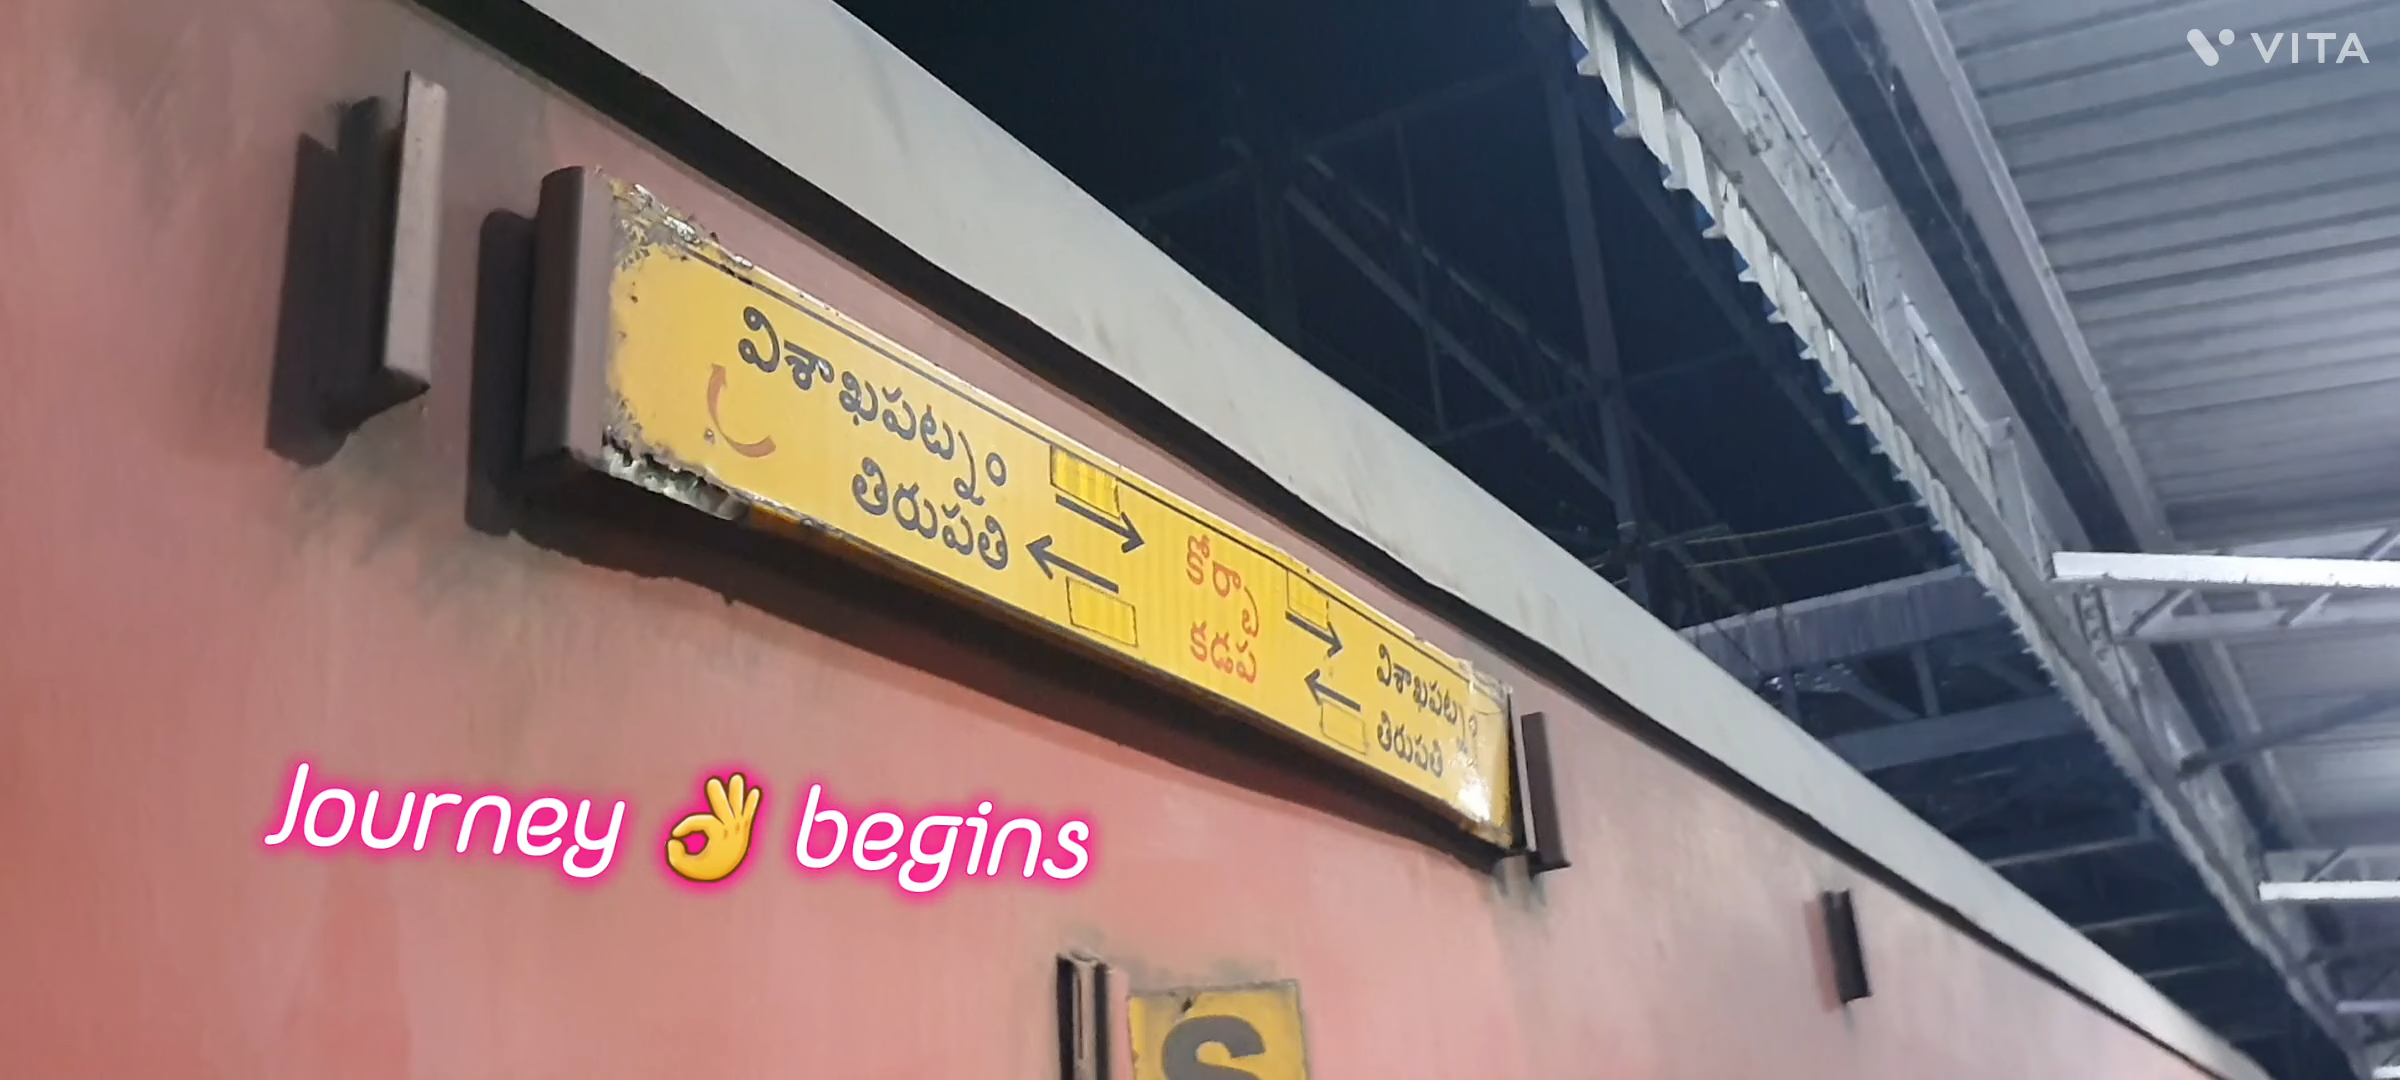 VITA
విశాఖపట్నం
తిరుపతి
కోర్బా
కడప
విశాఖపట్నం
తిరుపతి
Journey 👌 begins
S